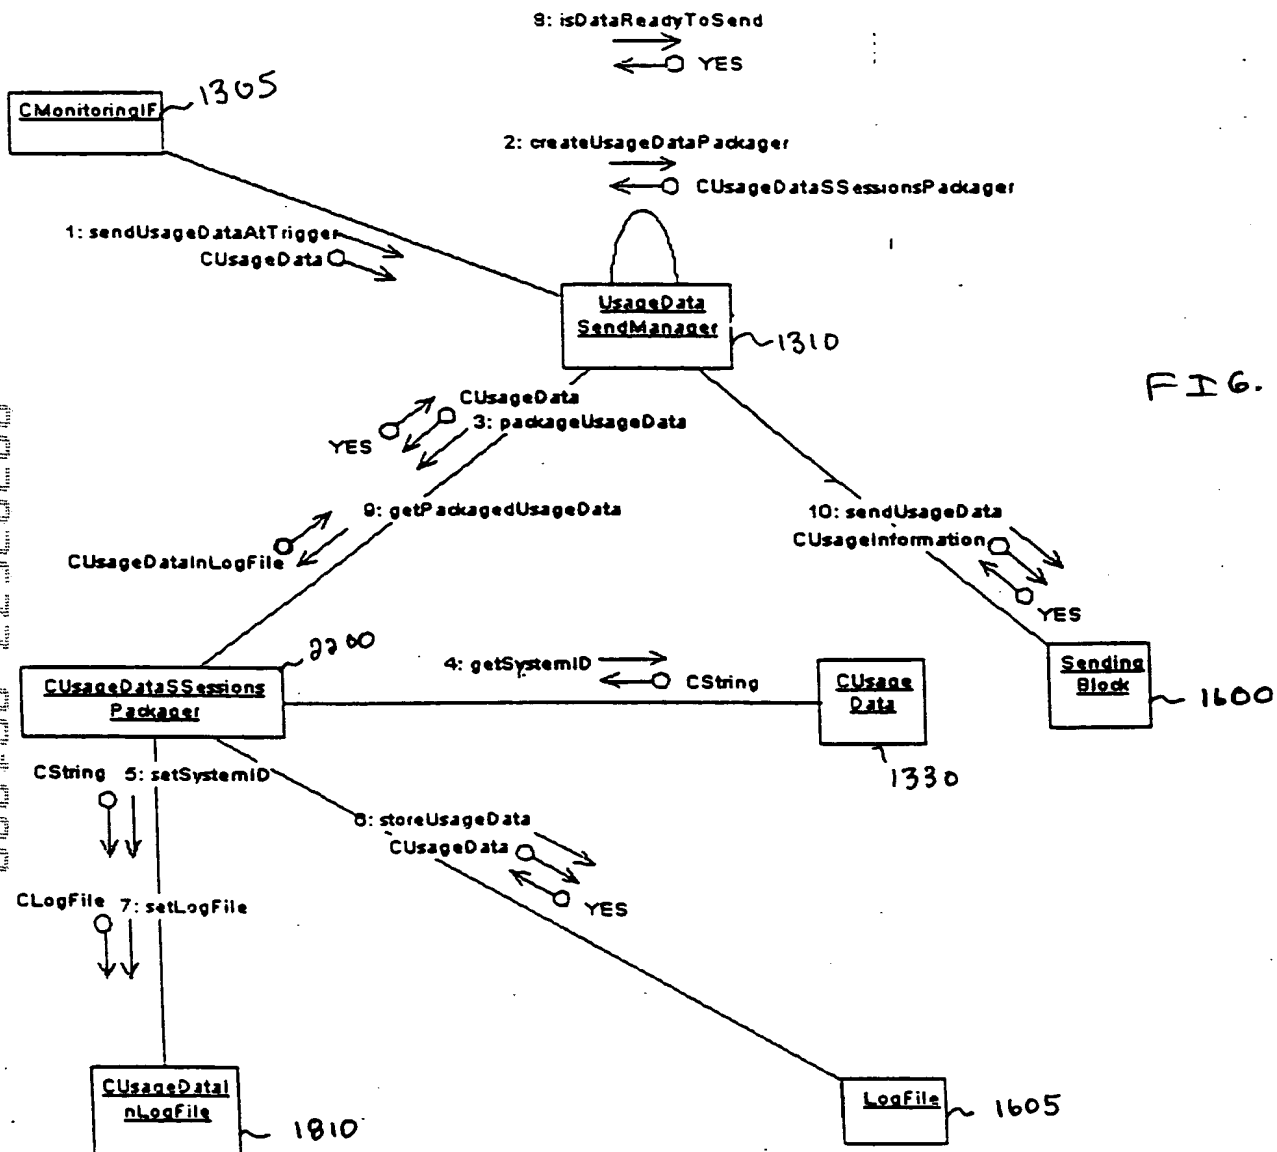 8: isDataReadyToSend
YES
CMonitoringIF
1305
2: createUsageDataPackager
CUsageDataSSessionsPackager
1: sendUsageDataAtTrigger
CUsageData
UsageData
SendManager
1310
FIG.
CUsageData
3: packageUsageData
YES
9: getPackagedUsageData
CUsageDataInLogFile
10: sendUsageData
CUsageInformation
YES
2200
4: getSystemID
CString
CUsageDataSSessions
Packager
CUsage
Data
1330
Sending
Block
1600
CString 5: setSystemID
6: storeUsageData
CUsageData
YES
CLogFile 7: setLogFile
CUsageDataI
nLogFile
1810
LogFile
1605